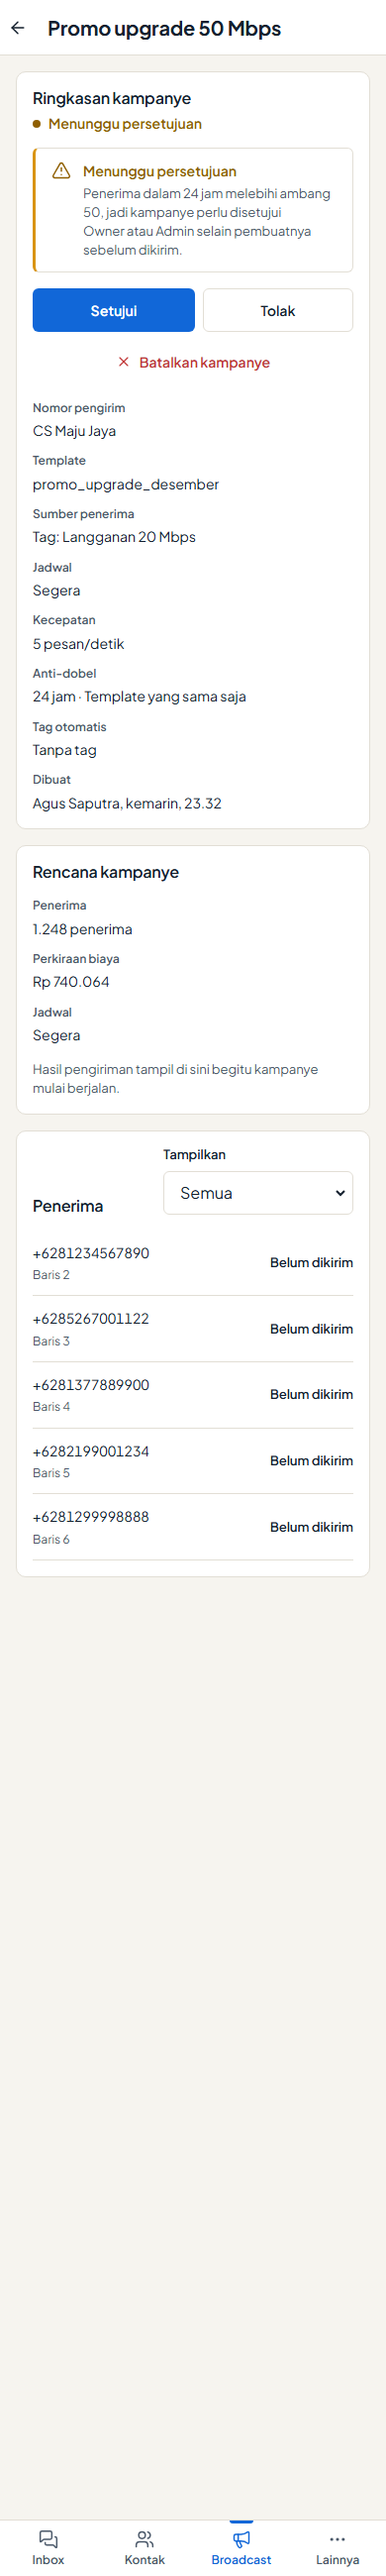 Promo upgrade 50 Mbps
Ringkasan kampanye
Menunggu persetujuan
Menunggu persetujuan
Penerima dalam 24 jam melebihi ambang
50, jadi kampanye perlu disetujui
Owner atau Admin selain pembuatnya
sebelum dikirim.
Setujui
Tolak
Batalkan kampanye
Nomor pengirim
CS Maju Jaya
Template
promo_upgrade_desember
Sumber penerima
Tag: Langganan 20 Mbps
Jadwal
Segera
Kecepatan
5 pesan/detik
Anti-dobel
24 jam · Template yang sama saja
Tag otomatis
Tanpa tag
Dibuat
Agus Saputra, kemarin, 23.32
Rencana kampanye
Penerima
1.248 penerima
Perkiraan biaya
Rp 740.064
Jadwal
Segera
Hasil pengiriman tampil di sini begitu kampanye
mulai berjalan.
Tampilkan
Penerima
Semua
+6281234567890
Baris 2
Belum dikirim
+6285267001122
Baris 3
Belum dikirim
+6281377889900
Baris 4
Belum dikirim
+6282199001234
Baris 5
Belum dikirim
+6281299998888
Baris 6
Belum dikirim
Inbox
Kontak
Broadcast
Lainnya